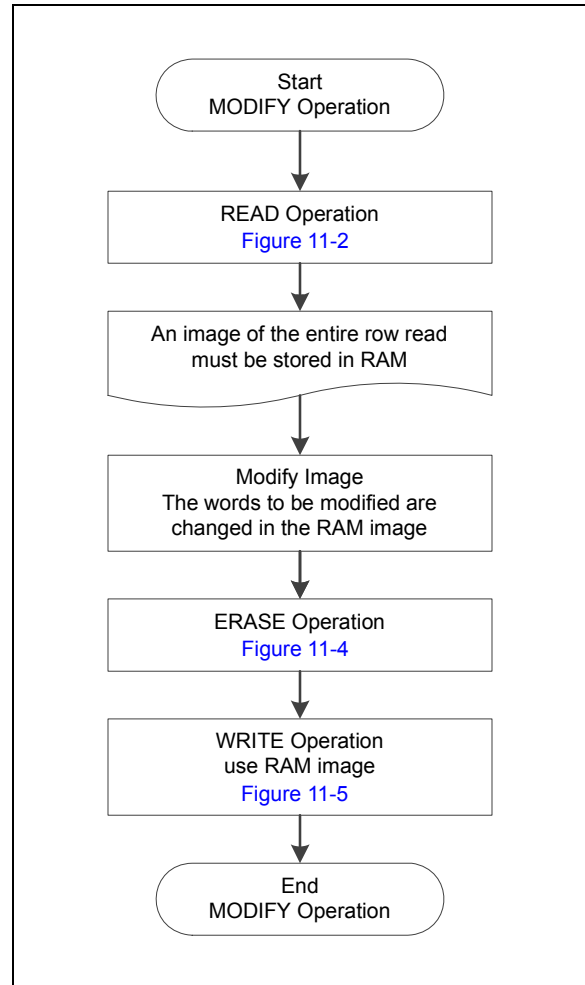 Start
MODIFY Operation
READ Operation
Figure 11-2
An image of the entire row read
must be stored in RAM
Modify Image
The words to be modified are
changed in the RAM image
ERASE Operation
Figure 11-4
WRITE Operation
use RAM image
Figure 11-5
End
MODIFY Operation